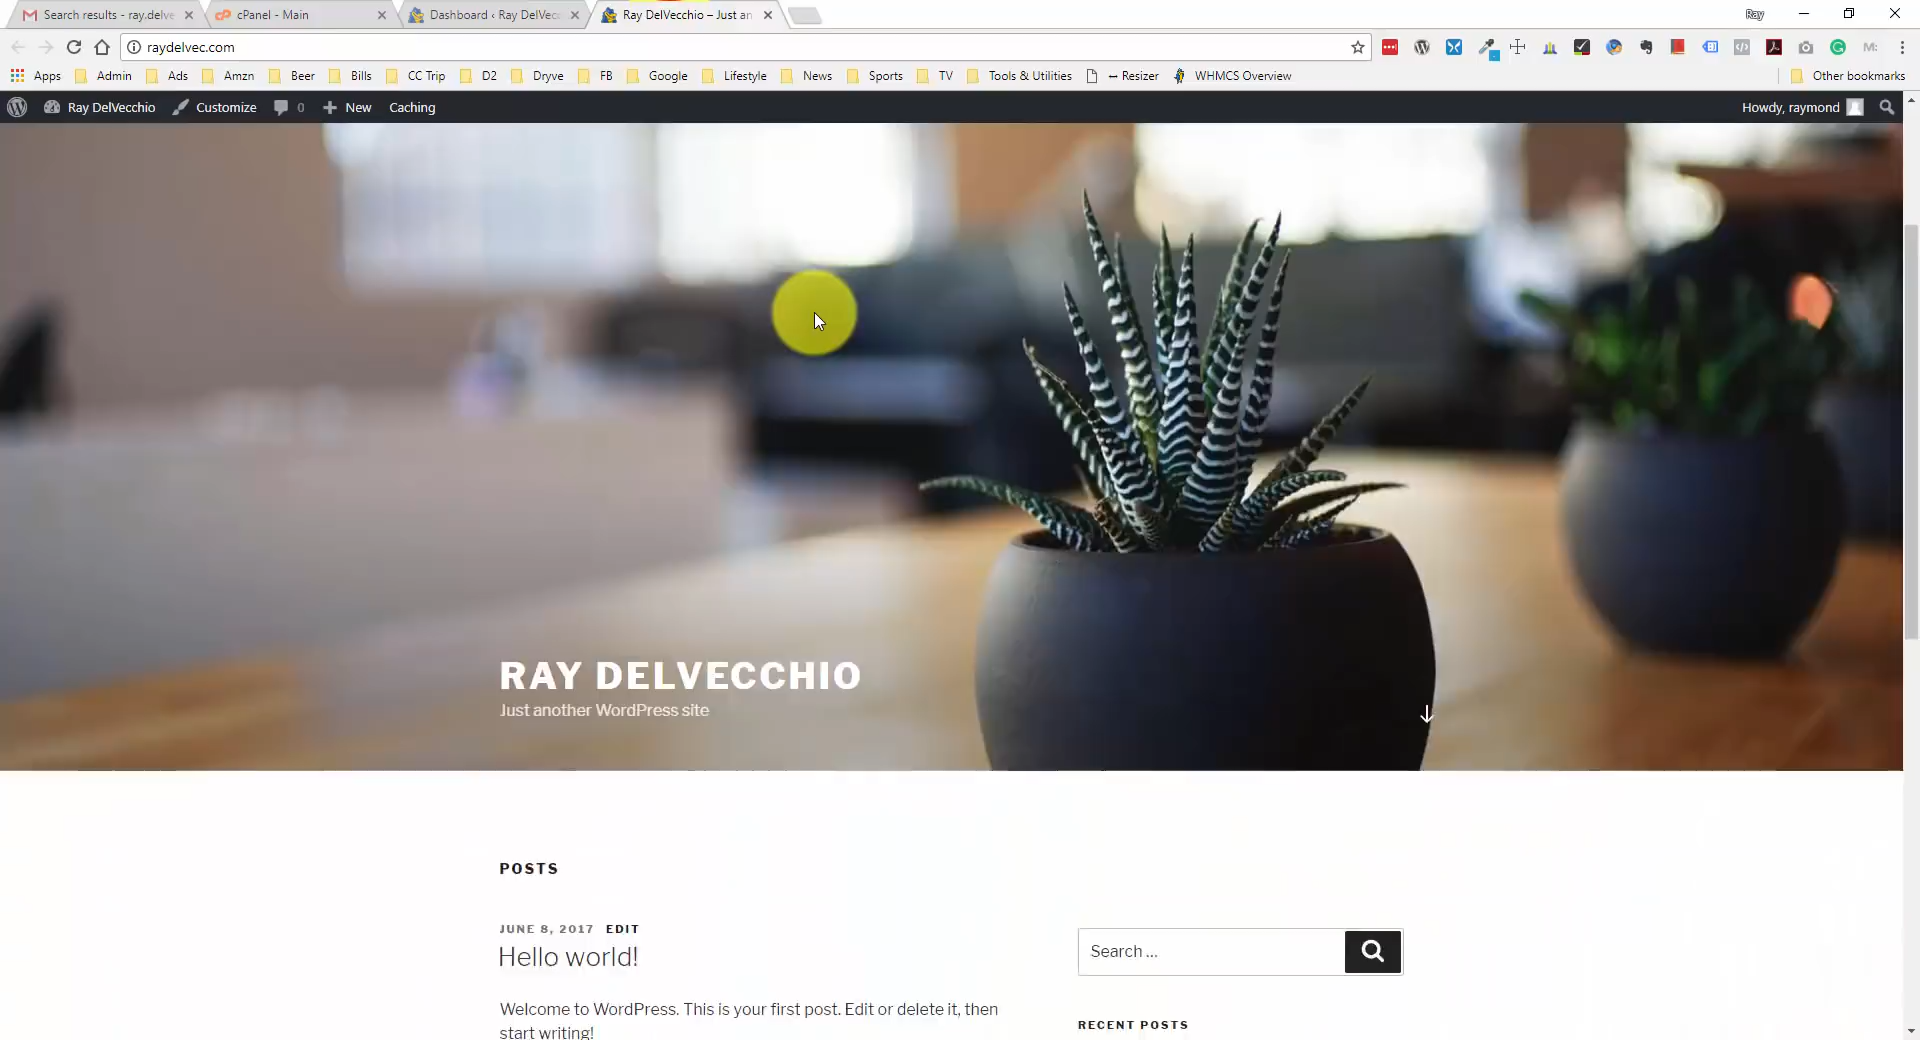 Search results - ray.delve
cPanel - Main
Dashboard ‹ Ray DelVecc
Ray DelVecchio – Just an
Ray
raydelvec.com
M:
Apps Admin Ads Amzn Beer Bills CC Trip D2 Dryve FB Google Lifestyle News Sports TV Tools & Utilities Resizer WHMCS Overview Other bookmarks
Ray DelVecchio Customize 0 New Caching Howdy, raymond
RAY DELVECCHIO
Just another WordPress site
POSTS
JUNE 8, 2017 EDIT
Hello world!
Search …
Welcome to WordPress. This is your first post. Edit or delete it, then
start writing!
RECENT POSTS